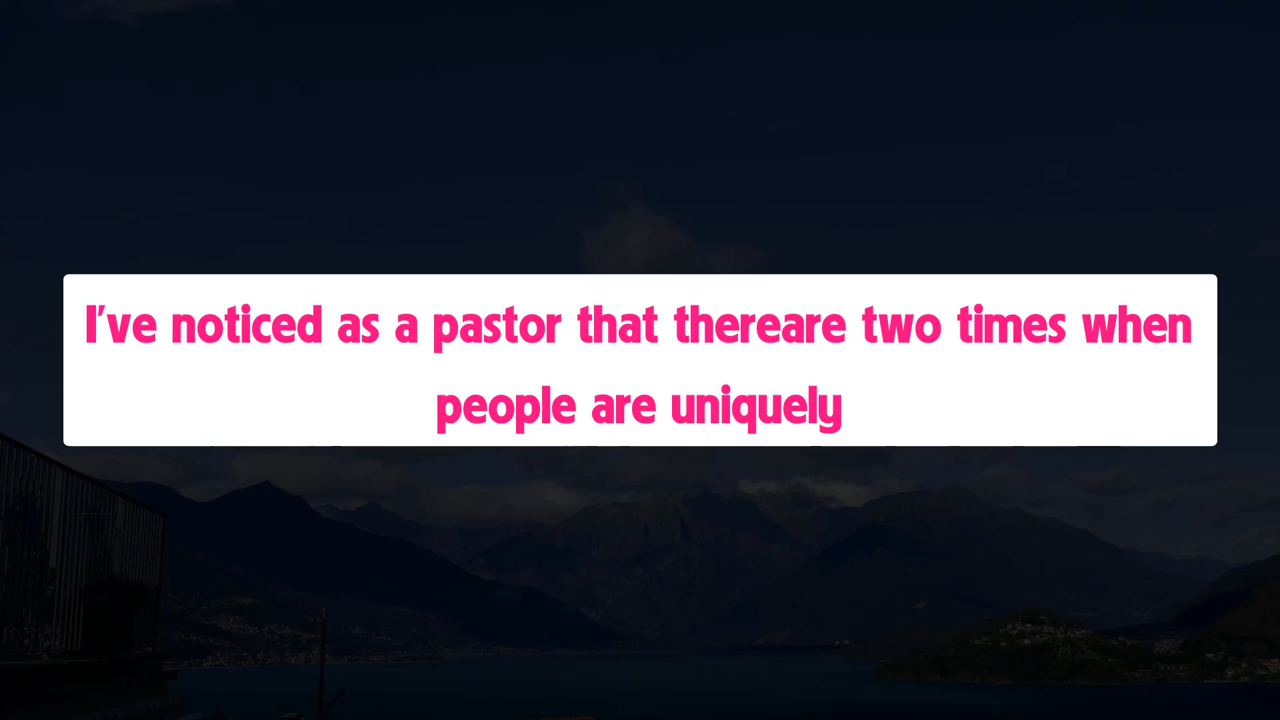 I've noticed as a pastor that thereare two times when
people are uniquely